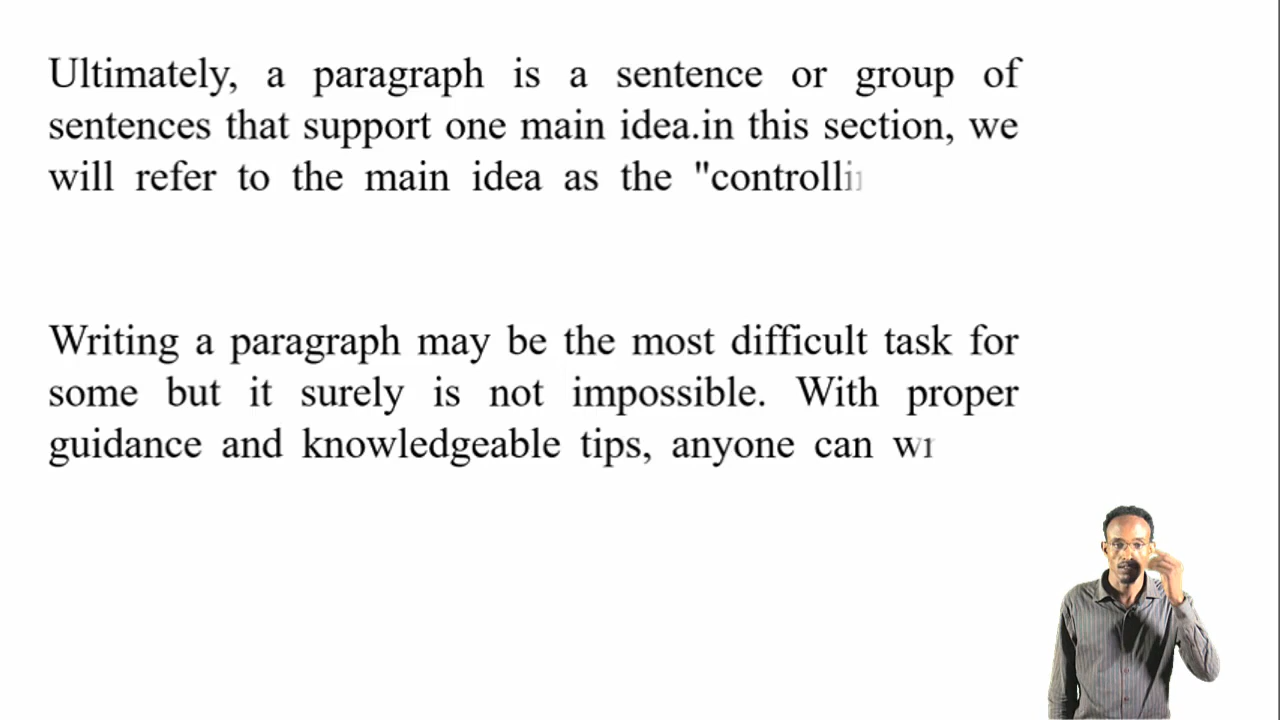 Ultimately, a paragraph is a sentence or group of
sentences that support one main idea.in this section, we
will refer to the main idea as the "controlli
Writing a paragraph may be the most difficult task for
some but it surely is not impossible. With proper
guidance and knowledgeable tips, anyone can wr